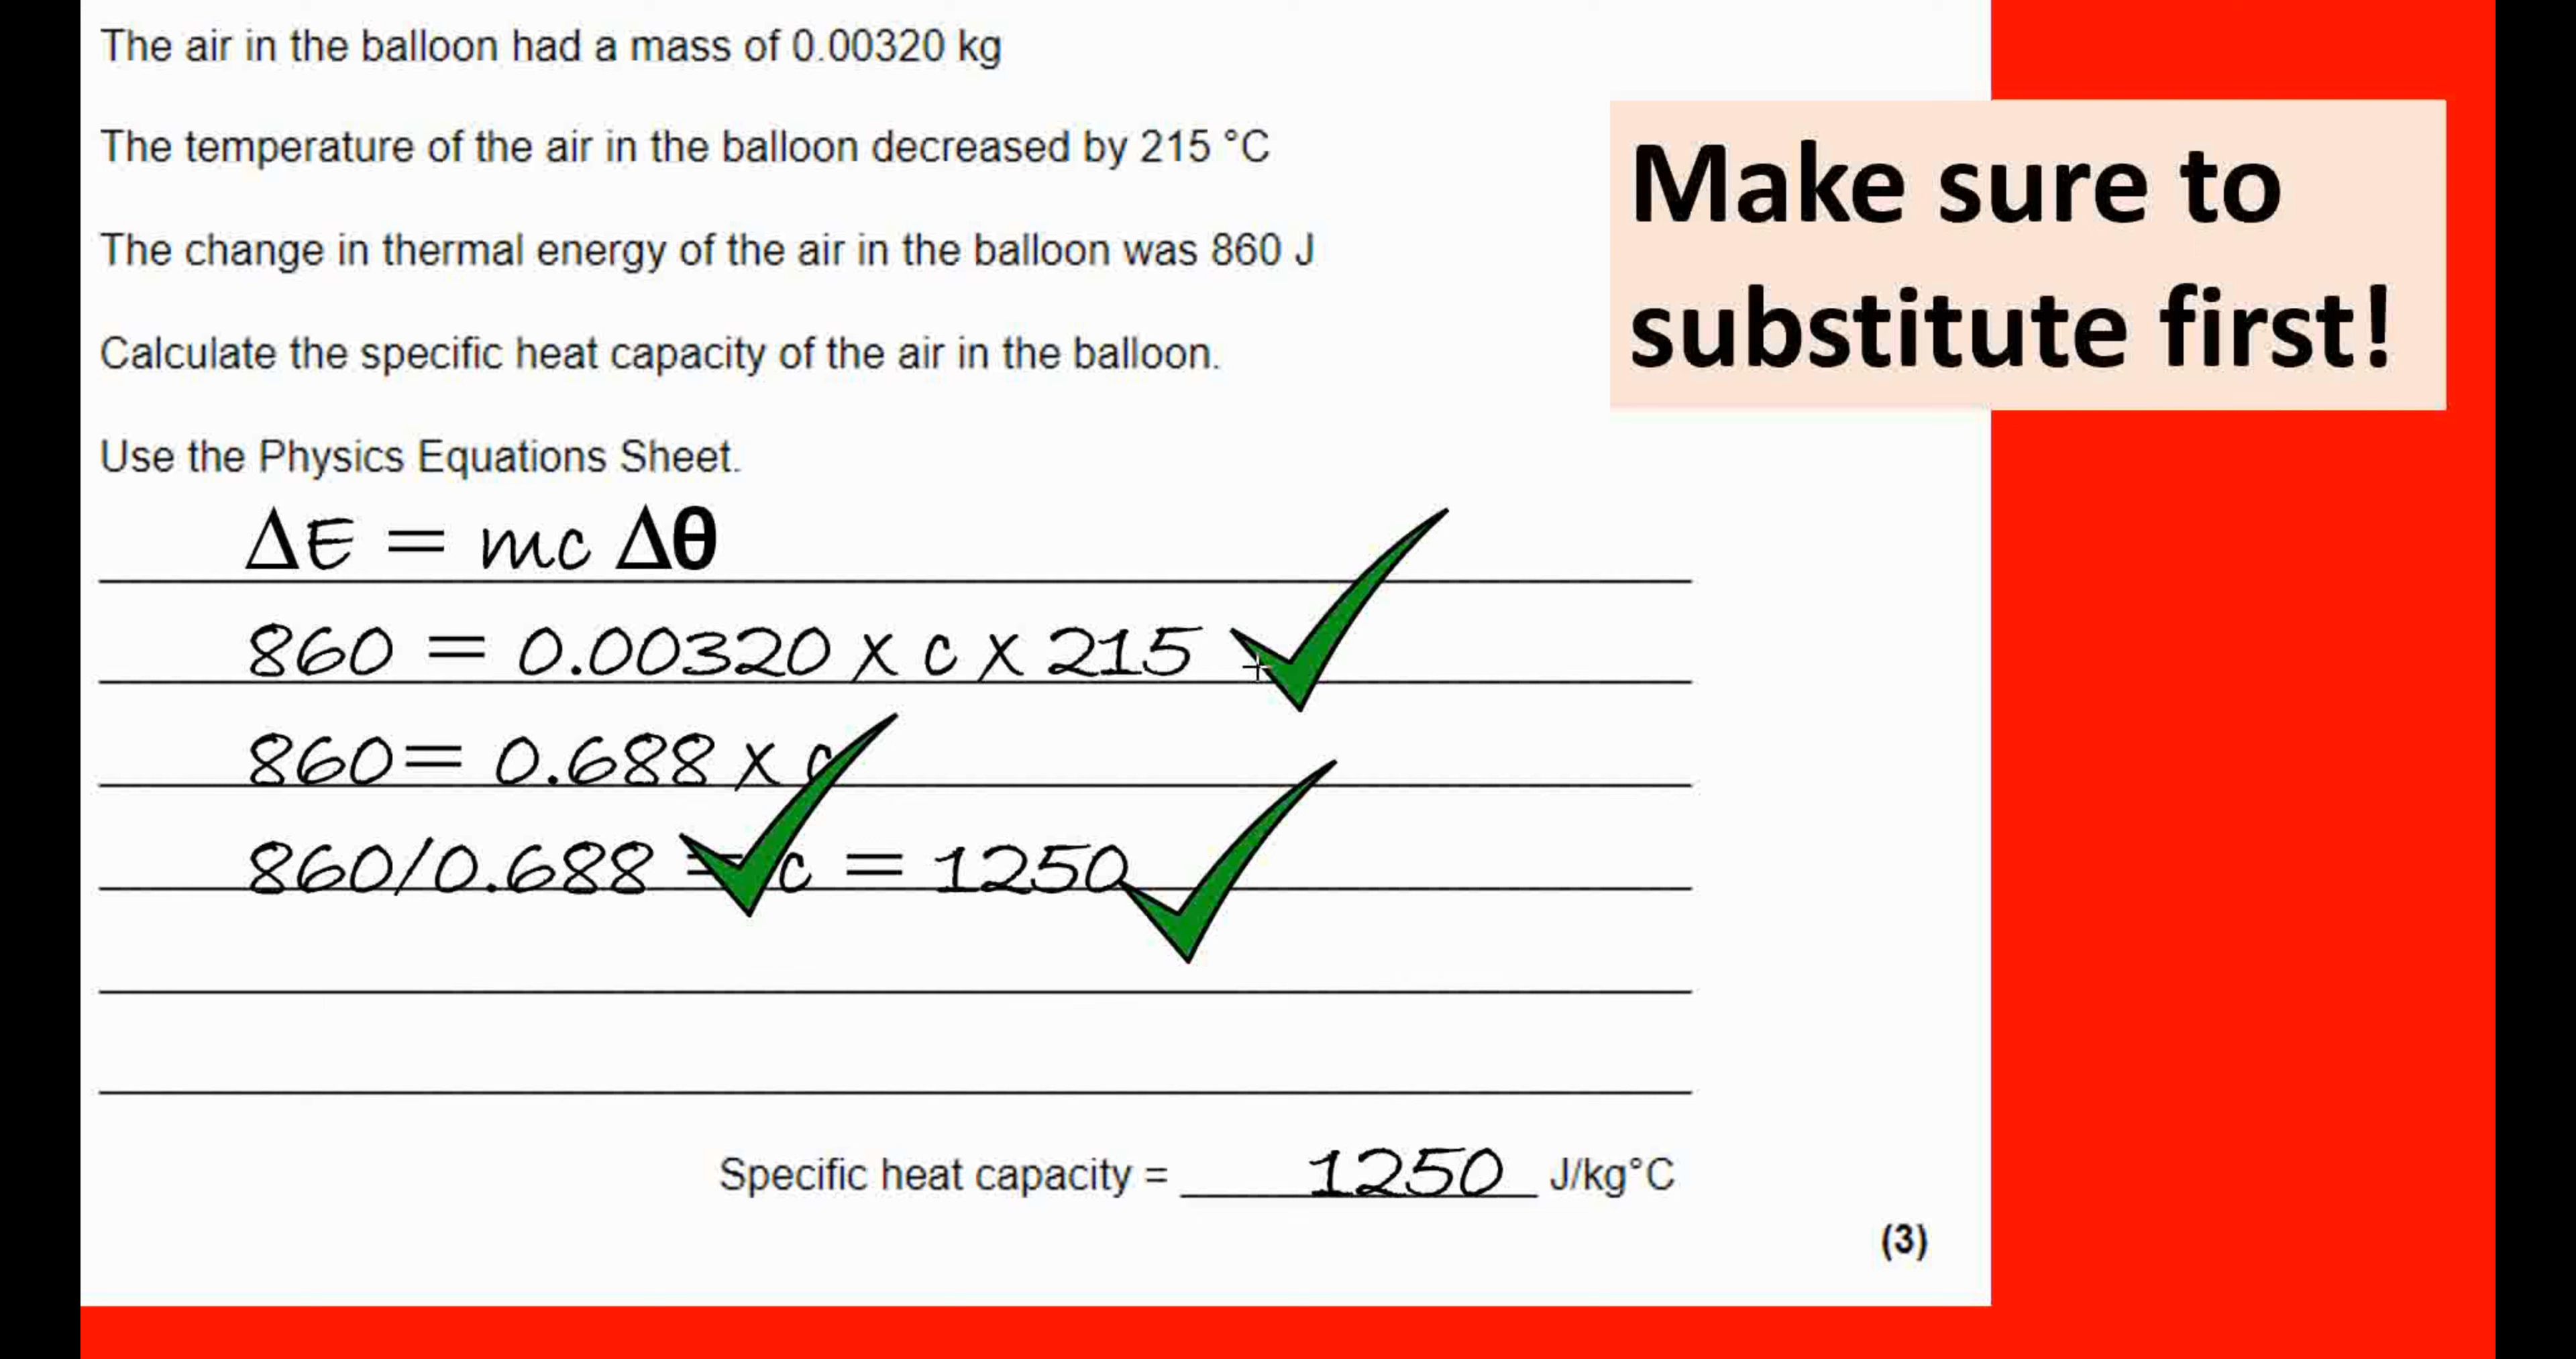 The air in the balloon had a mass of 0.00320 kg
The temperature of the air in the balloon decreased by 215 °C
The change in thermal energy of the air in the balloon was 860 J
Calculate the specific heat capacity of the air in the balloon.
Use the Physics Equations Sheet.
ΔE = mc Δθ
860 = 0.00320 x c x 215
860= 0.688 x c
860/0.688 = c = 1250
Specific heat capacity = 1250 J/kg°C
(3)
Make sure to
substitute first!